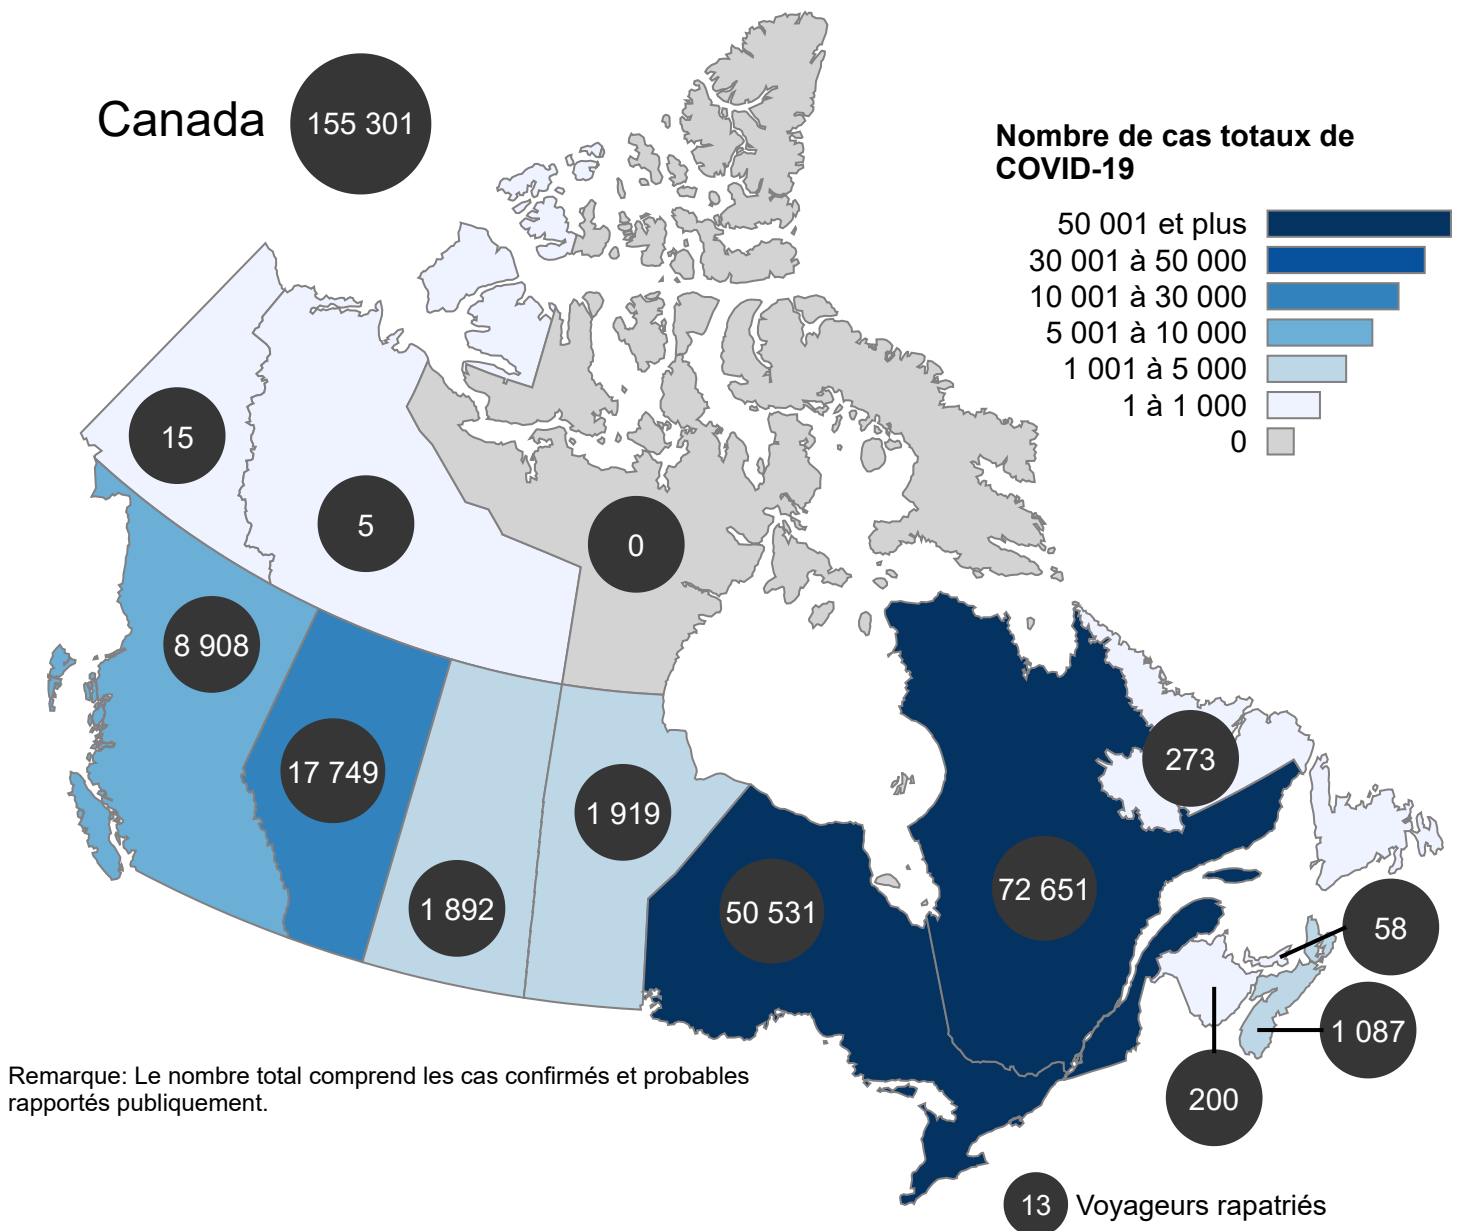 Canada
155 301
Nombre de cas totaux de
COVID-19
50 001 et plus
30 001 à 50 000
10 001 à 30 000
5 001 à 10 000
1 001 à 5 000
1 à 1 000
0
15
5
0
8 908
17 749
1 892
1 919
50 531
72 651
273
58
1 087
200
Remarque: Le nombre total comprend les cas confirmés et probables
rapportés publiquement.
13 Voyageurs rapatriés